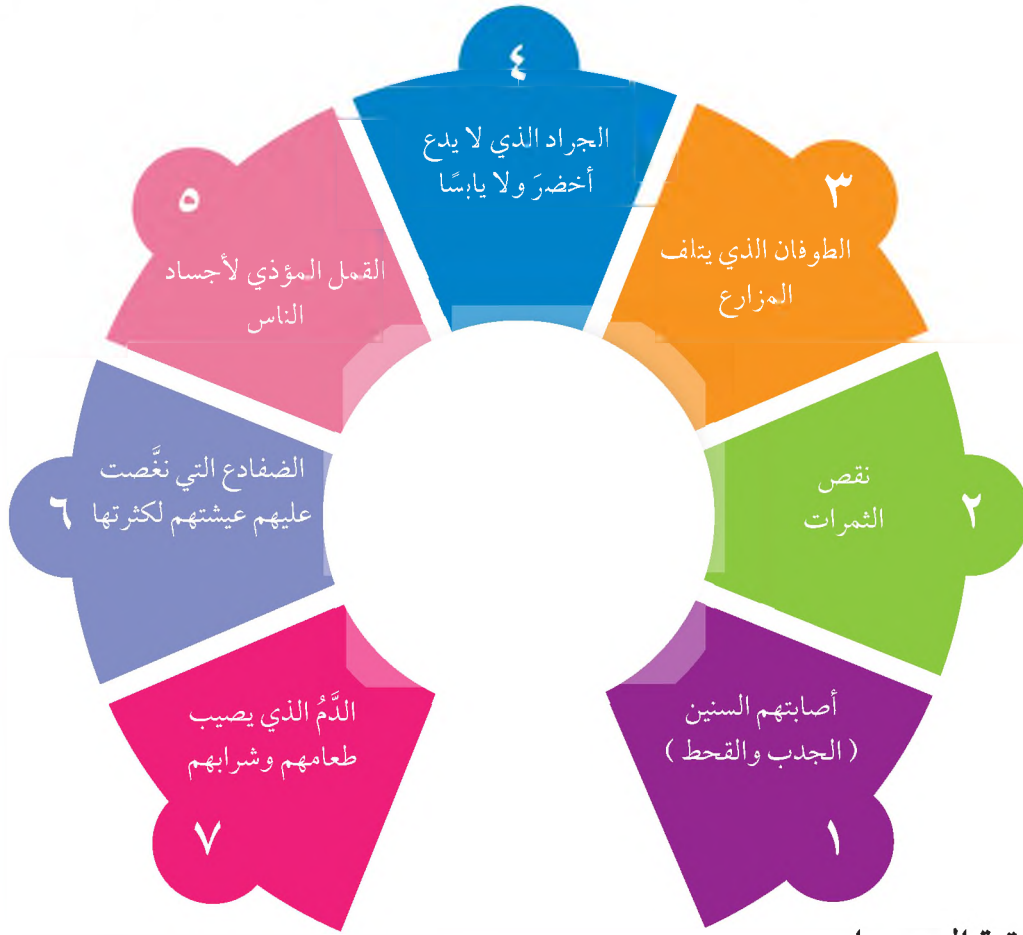 ١
أصابتهم السنين
( الجدب والقحط )
٢
نقص
الثمرات
٣
الطوفان الذي يتلف
المزارع
٤
الجراد الذي لا يدع
أخضرَ ولا يابسًا
٥
القمل المؤذي لأجساد
الناس
٦
الضفادع التي نغَّصت
عليهم عيشتهم لكثرتها
٧
الدَّمُ الذي يصيب
طعامهم وشرابهم